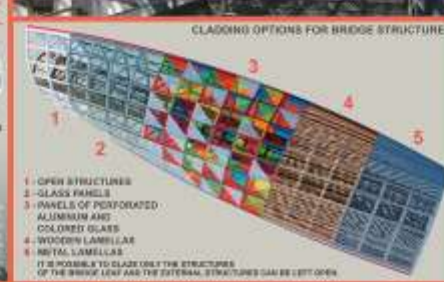 CLADDING OPTIONS FOR BRIDGE STRUCTURE
3
4
5
1
2
1 - OPEN STRUCTURES
2 - GLASS PANELS
3 - PANELS OF PERFORATED
ALUMINUM AND
COLORED GLASS
4 - WOODEN LAMELLAS
5 - METAL LAMELLAS
IT IS POSSIBLE TO GLAZE ONLY THE STRUCTURES
OF THE BRIDGE LEAF AND THE EXTERNAL STRUCTURES CAN BE LEFT OPEN